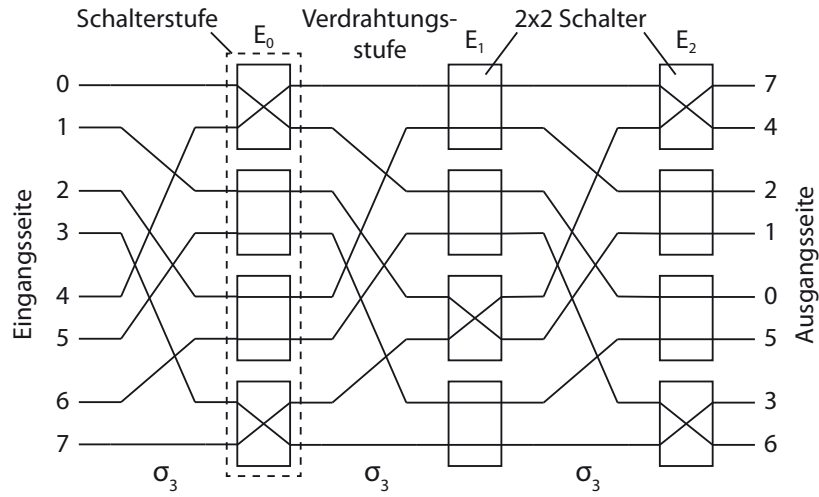 Schalterstufe
E₀
Verdrahtungs-
stufe
E₁
2x2 Schalter
E₂
Eingangsseite
0
1
2
3
4
5
6
7
7
4
2
1
0
5
3
6
Ausgangsseite
σ₃
σ₃
σ₃